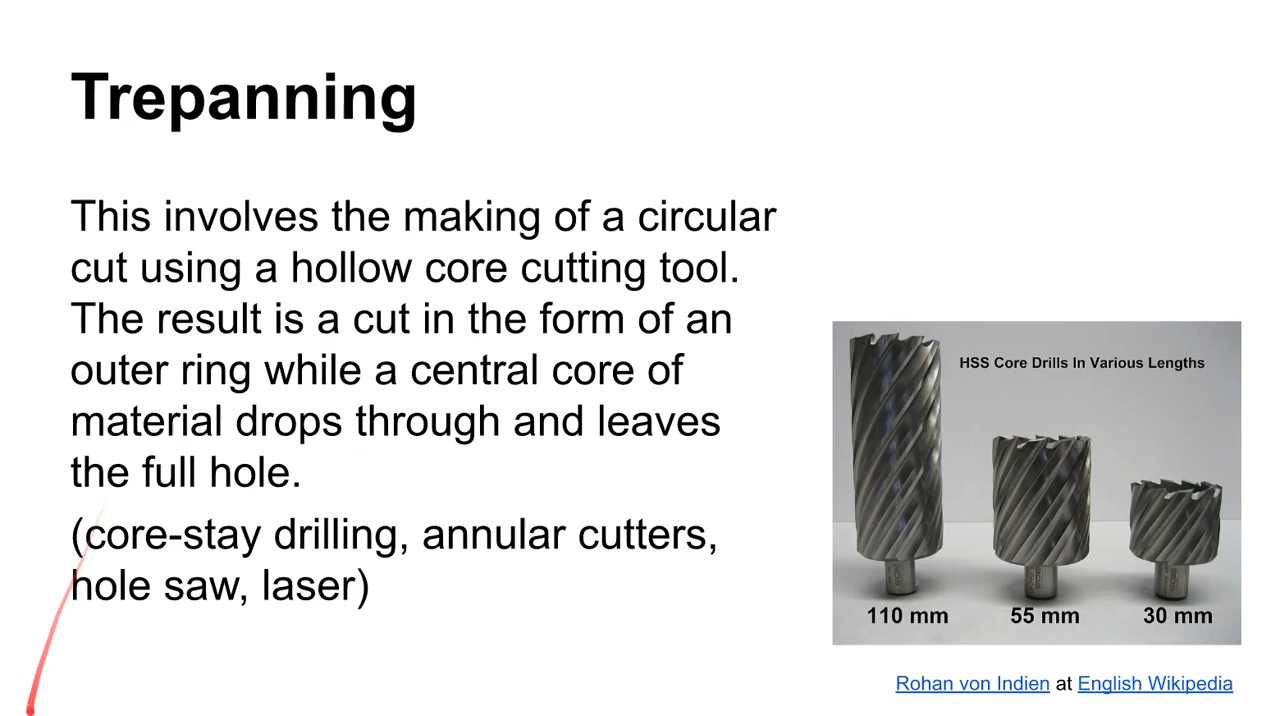 Trepanning
This involves the making of a circular
cut using a hollow core cutting tool.
The result is a cut in the form of an
outer ring while a central core of
material drops through and leaves
the full hole.
(core-stay drilling, annular cutters,
hole saw, laser)
HSS Core Drills In Various Lengths
110 mm 55 mm 30 mm
Rohan von Indien at English Wikipedia